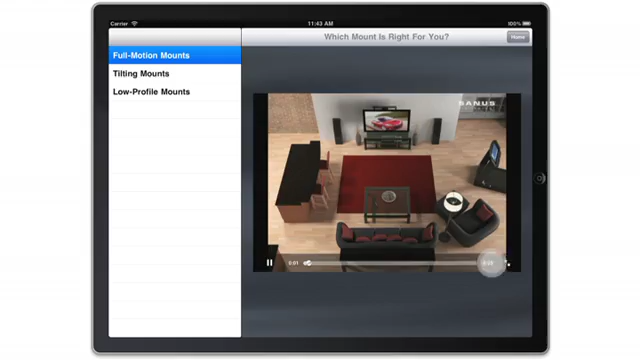 Carrier
11:43 AM
100%
Which Mount Is Right For You?
Home
Full-Motion Mounts
Tilting Mounts
Low-Profile Mounts
SANUS
0:01